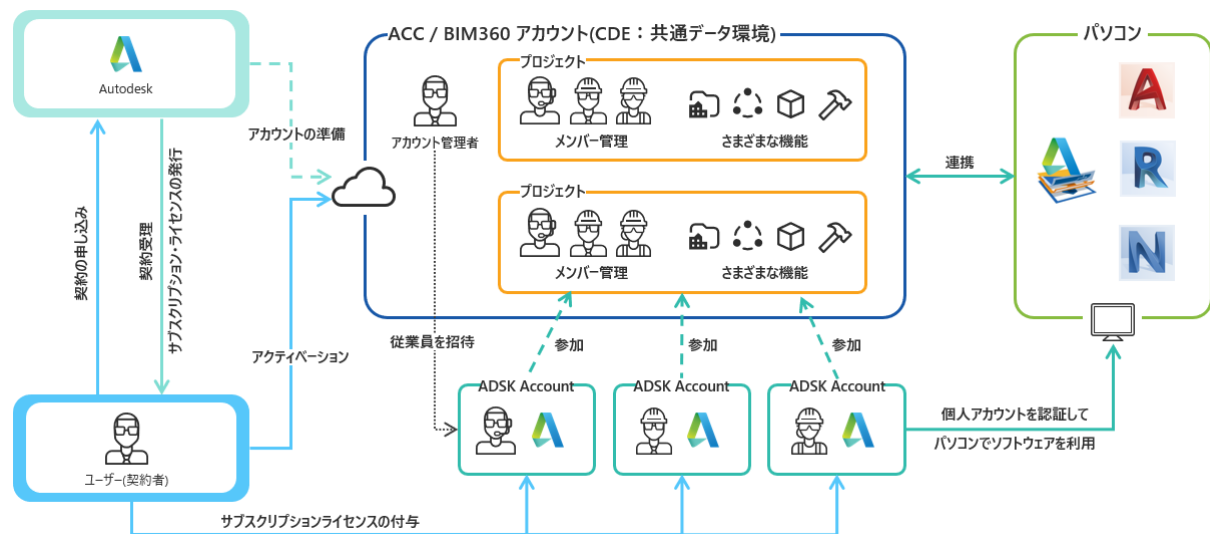 Autodesk
契約の申し込み
契約受理
サブスクリプション・ライセンスの発行
アカウントの準備
アクティベーション
ユーザー(契約者)
サブスクリプションライセンスの付与
ACC / BIM360 アカウント(CDE：共通データ環境)
アカウント管理者
プロジェクト
メンバー管理
さまざまな機能
プロジェクト
メンバー管理
さまざまな機能
従業員を招待
参加
参加
参加
ADSK Account
ADSK Account
ADSK Account
連携
パソコン
A
R
N
個人アカウントを認証して
パソコンでソフトウェアを利用